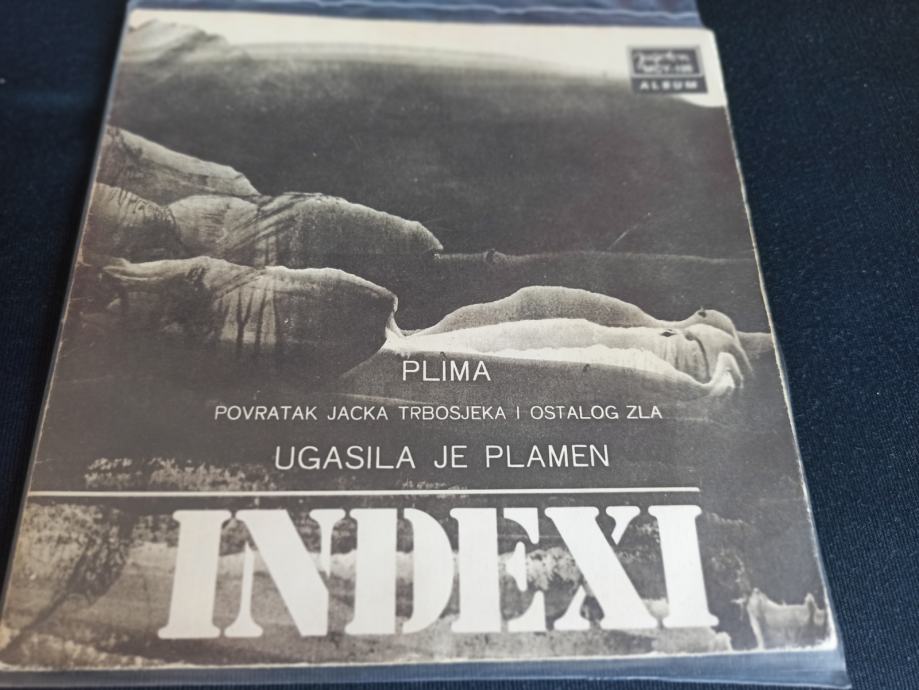 ALBUM
PLIMA
POVRATAK JACKA TRBOSJEKA I OSTALOG ZLA
UGASILA JE PLAMEN
INDEXI